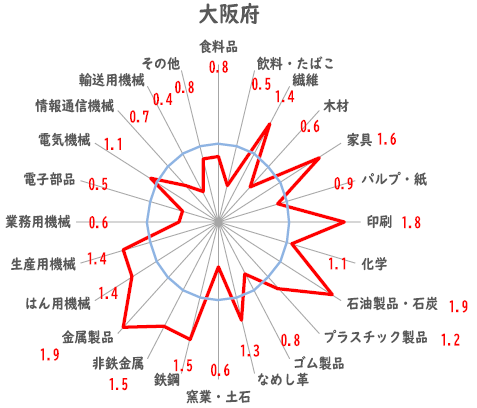 大阪府
食料品
0.8
飲料・たばこ
0.5
繊維
1.4
木材
0.6
家具 1.6
パルプ・紙
0.9
印刷 1.8
化学
1.1
石油製品・石炭 1.9
プラスチック製品 1.2
ゴム製品
0.8
なめし革
1.3
窯業・土石
0.6
鉄鋼
1.5
非鉄金属
1.5
金属製品
1.9
はん用機械
1.4
生産用機械
1.4
業務用機械 0.6
電子部品 0.5
電気機械 1.1
情報通信機械 0.7
輸送用機械
0.4
その他
0.8